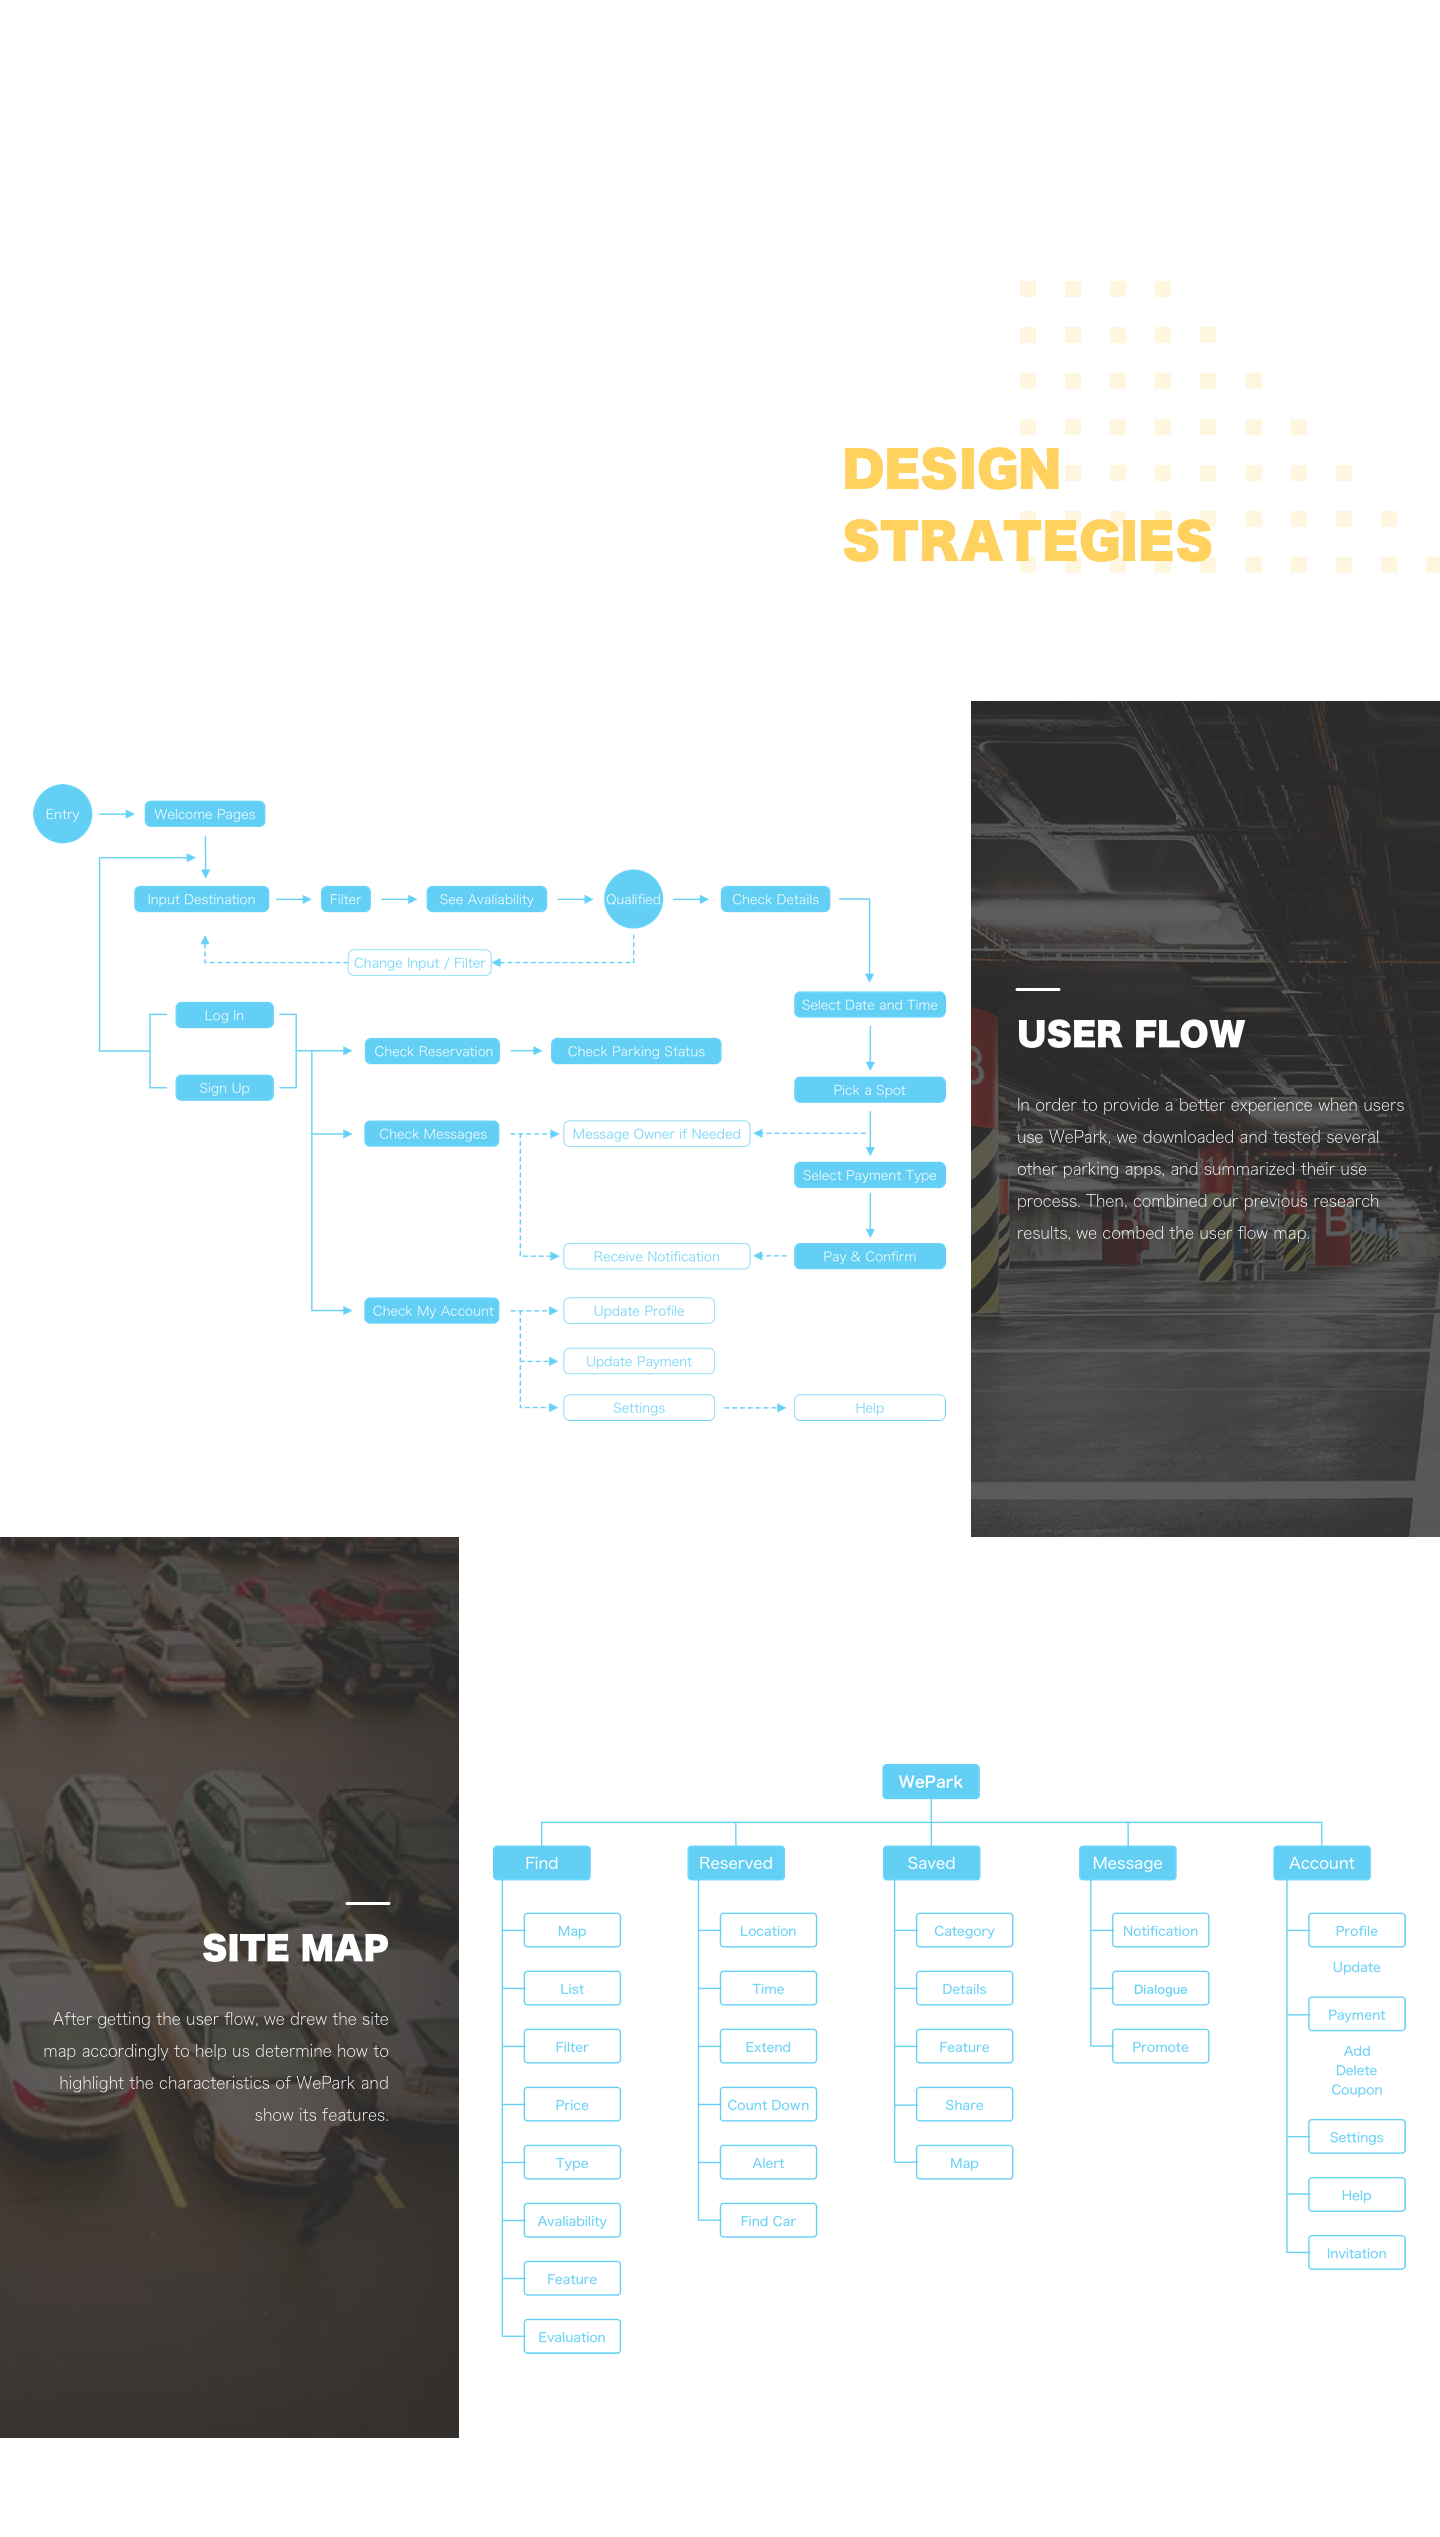 DESIGN
STRATEGIES
Entry
Welcome Pages
Input Destination
Filter
See Avaliability
Qualified
Check Details
Change Input / Filter
Select Date and Time
Log In
Check Reservation
Check Parking Status
Sign Up
Pick a Spot
Check Messages
Message Owner if Needed
Select Payment Type
Receive Notification
Pay & Confirm
Check My Account
Update Profile
Update Payment
Settings
Help
USER FLOW
In order to provide a better experience when users
use WePark, we downloaded and tested several
other parking apps, and summarized their use
process. Then, combined our previous research
results, we combed the user flow map.
SITE MAP
After getting the user flow, we drew the site
map accordingly to help us determine how to
highlight the characteristics of WePark and
show its features.
WePark
Find
Map
List
Filter
Price
Type
Avaliability
Feature
Evaluation
Reserved
Location
Time
Extend
Count Down
Alert
Find Car
Saved
Category
Details
Feature
Share
Map
Message
Notification
Dialogue
Promote
Account
Profile
Update
Payment
Add
Delete
Coupon
Settings
Help
Invitation